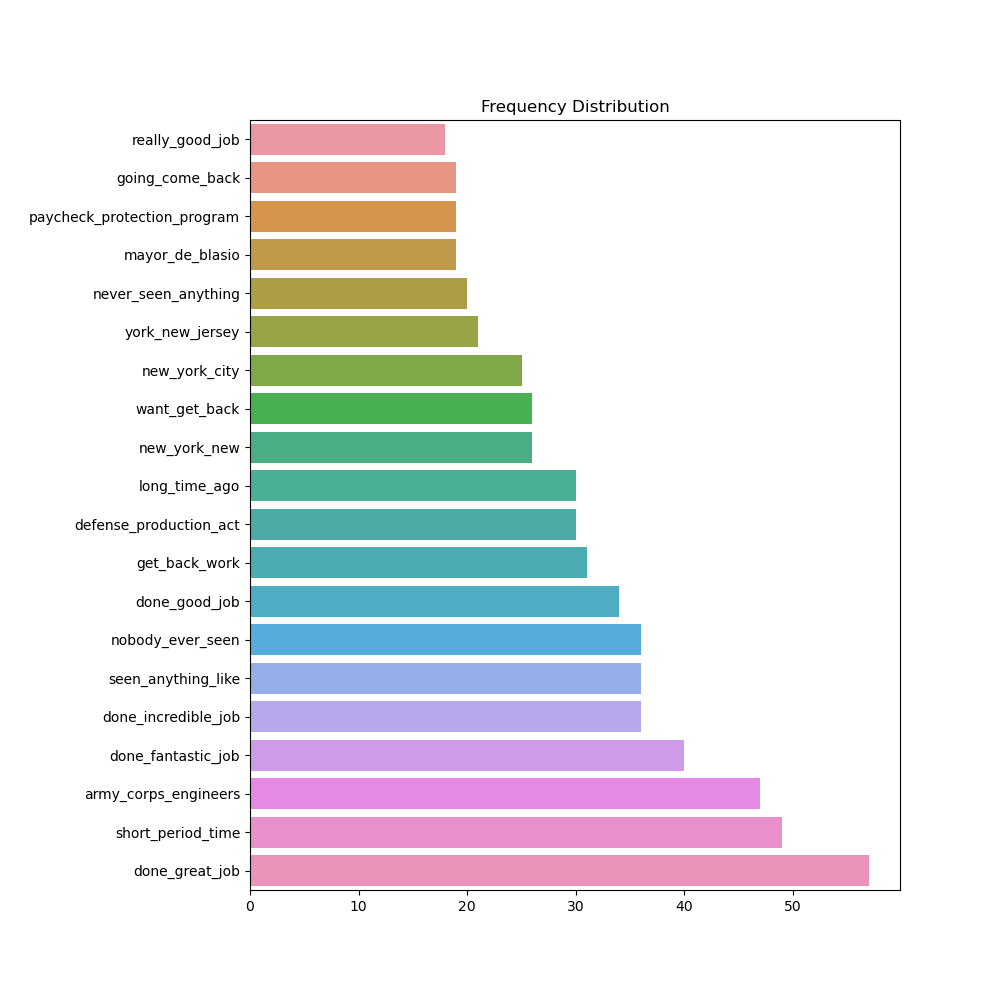 Frequency Distribution
really_good_job
going_come_back
paycheck_protection_program
mayor_de_blasio
never_seen_anything
york_new_jersey
new_york_city
want_get_back
new_york_new
long_time_ago
defense_production_act
get_back_work
done_good_job
nobody_ever_seen
seen_anything_like
done_incredible_job
done_fantastic_job
army_corps_engineers
short_period_time
done_great_job
0 10 20 30 40 50